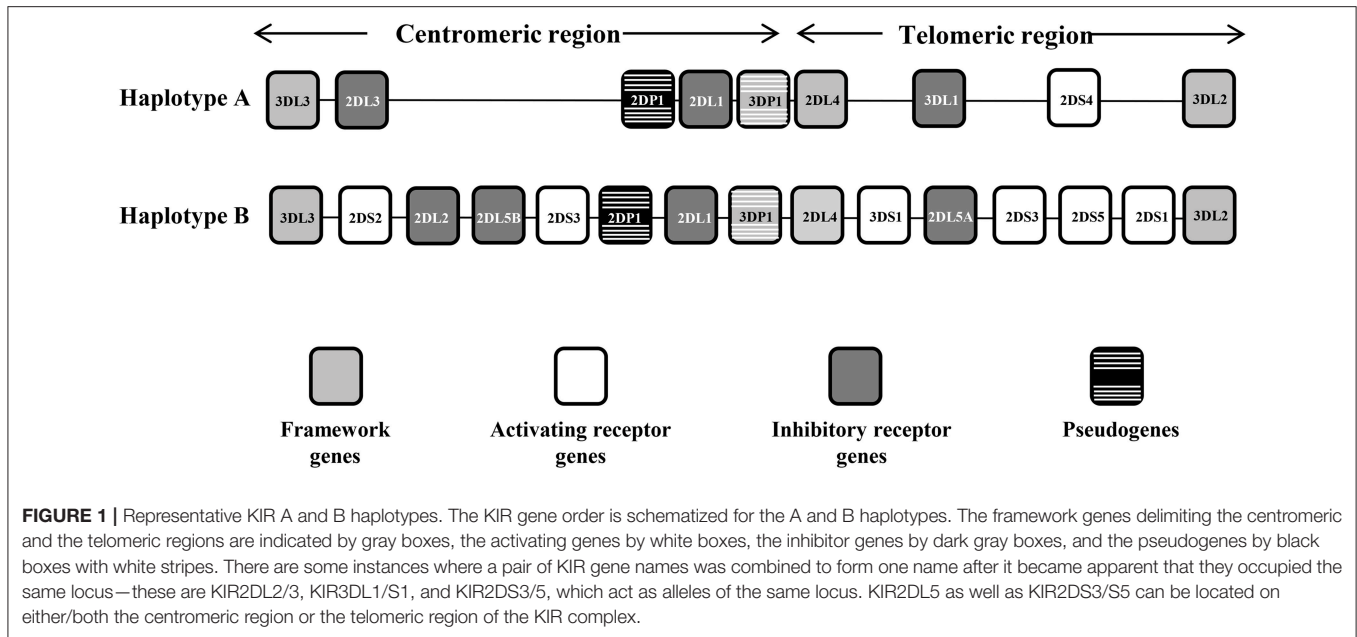 Centromeric region Telomeric region
Haplotype A 3DL3 2DL3 2DP1 2DL1 3DP1 2DL4 3DL1 2DS4 3DL2
Haplotype B 3DL3 2DS2 2DL2 2DL5B 2DS3 2DP1 2DL1 3DP1 2DL4 3DS1 2DL5A 2DS3 2DS5 2DS1 3DL2
Framework Activating receptor Inhibitory receptor Pseudogenes
genes genes genes
FIGURE 1 | Representative KIR A and B haplotypes. The KIR gene order is schematized for the A and B haplotypes. The framework genes delimiting the centromeric
and the telomeric regions are indicated by gray boxes, the activating genes by white boxes, the inhibitor genes by dark gray boxes, and the pseudogenes by black
boxes with white stripes. There are some instances where a pair of KIR gene names was combined to form one name after it became apparent that they occupied the
same locus—these are KIR2DL2/3, KIR3DL1/S1, and KIR2DS3/5, which act as alleles of the same locus. KIR2DL5 as well as KIR2DS3/S5 can be located on
either/both the centromeric region or the telomeric region of the KIR complex.